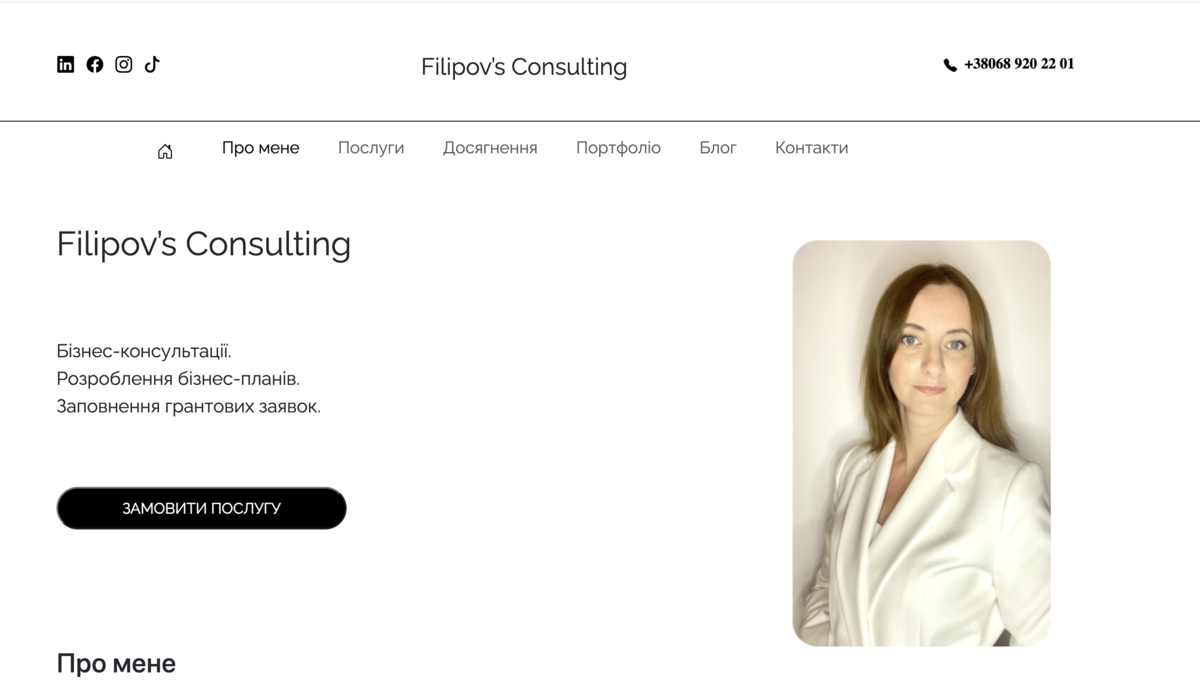 Filipov’s Consulting
+38068 920 22 01
Про мене Послуги Досягнення Портфоліо Блог Контакти
Filipov’s Consulting
Бізнес-консультації.
Розроблення бізнес-планів.
Заповнення грантових заявок.
ЗАМОВИТИ ПОСЛУГУ
Про мене